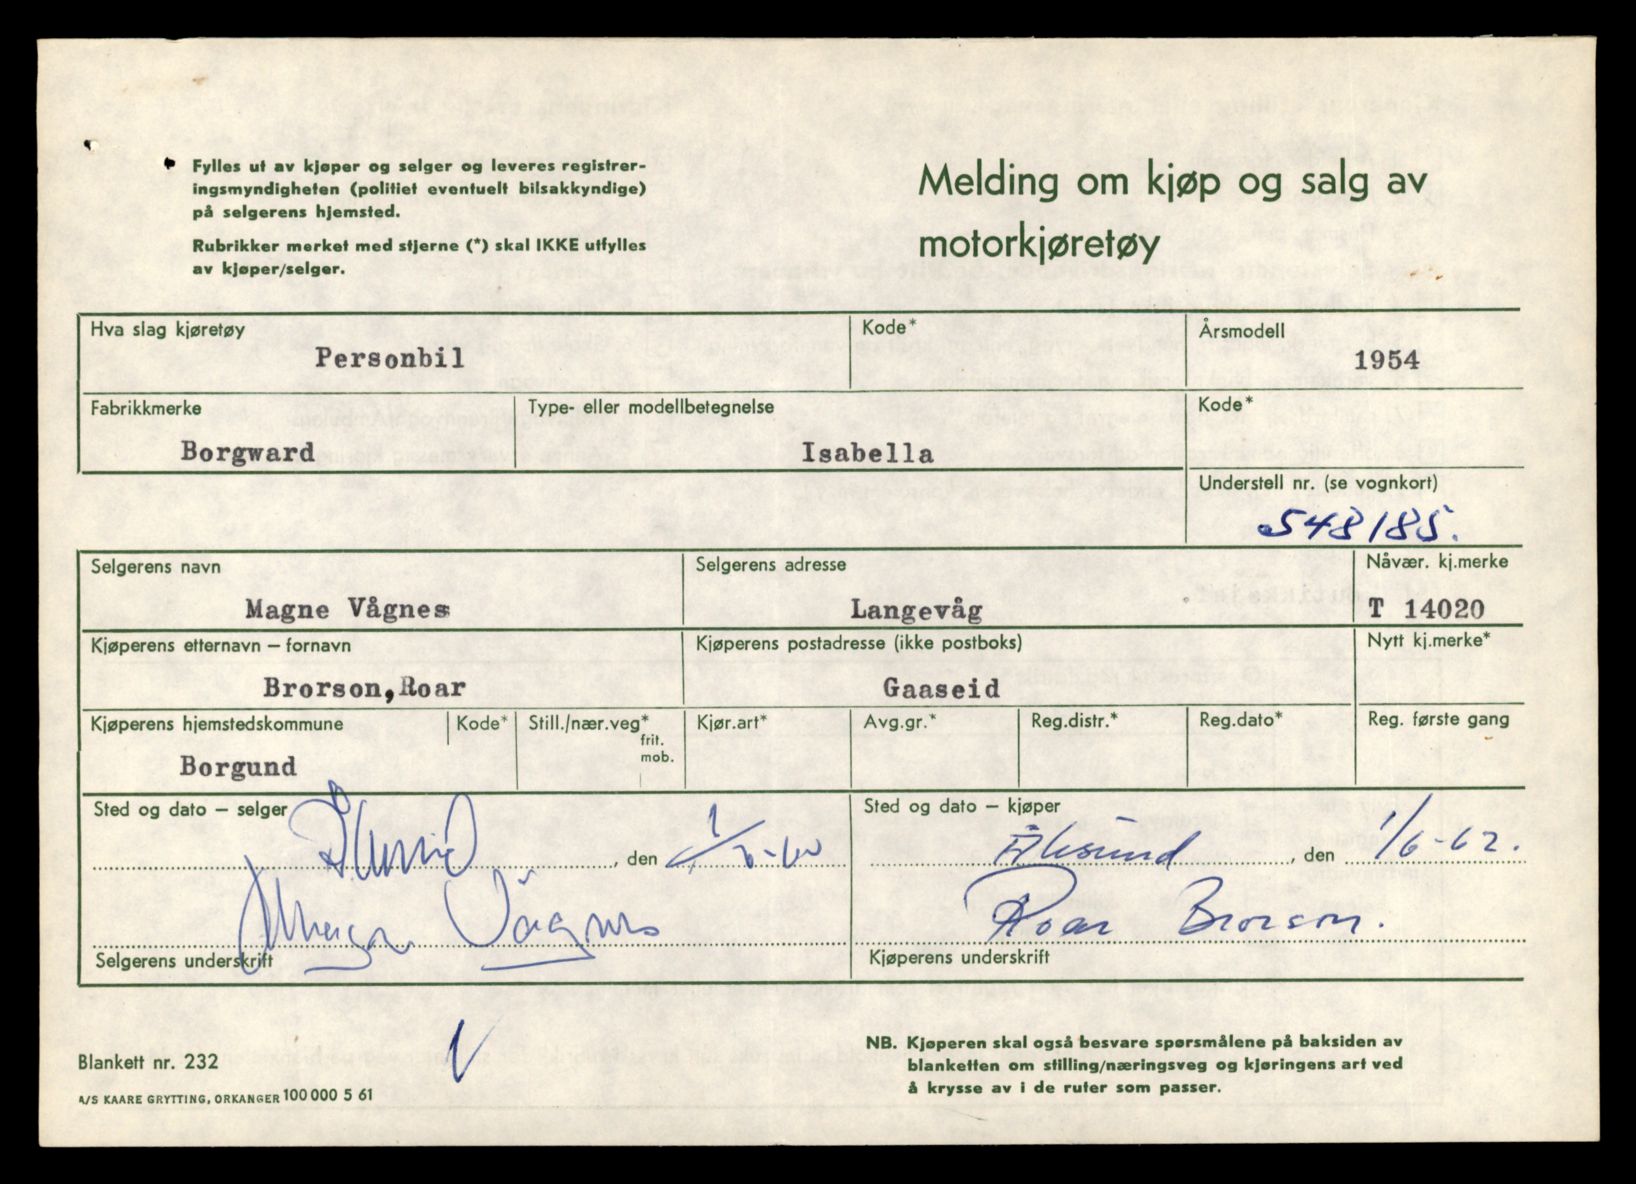 Fylles ut av kjøper og selger og leveres registrer-
ingsmyndigheten (politiet eventuelt bilsakkyndige)
på selgerens hjemsted.
Rubrikker merket med stjerne (*) skal IKKE utfylles
av kjøper/selger.
Melding om kjøp og salg av
motorkjøretøy
Hva slag kjøretøy
Personbil
Kode*
Årsmodell
1954
Fabrikkmerke
Borgward
Type- eller modellbetegnelse
Isabella
Kode*
Understell nr. (se vognkort)
548185.
Selgerens navn
Magne Vågnes
Selgerens adresse
Langevåg
Nåvær. kj.merke
T 14020
Kjøperens etternavn – fornavn
Brorson,Roar
Kjøperens postadresse (ikke postboks)
Gaaseid
Nytt kj.merke*
Kjøperens hjemstedskommune
Borgund
Kode*
Still./nær.veg*
frit.
mob.
Kjør.art*
Avg.gr.*
Reg.distr.*
Reg.dato*
Reg. første gang
Sted og dato – selger
, den
Magne Vågnes
Selgerens underskrift
Sted og dato – kjøper
Ålesund, den 1/6-62.
Roar Brorson.
Kjøperens underskrift
Blankett nr. 232
A/S KAARE GRYTTING, ORKANGER 100 000 5 61
NB. Kjøperen skal også besvare spørsmålene på baksiden av
blanketten om stilling/næringsveg og kjøringens art ved
å krysse av i de ruter som passer.